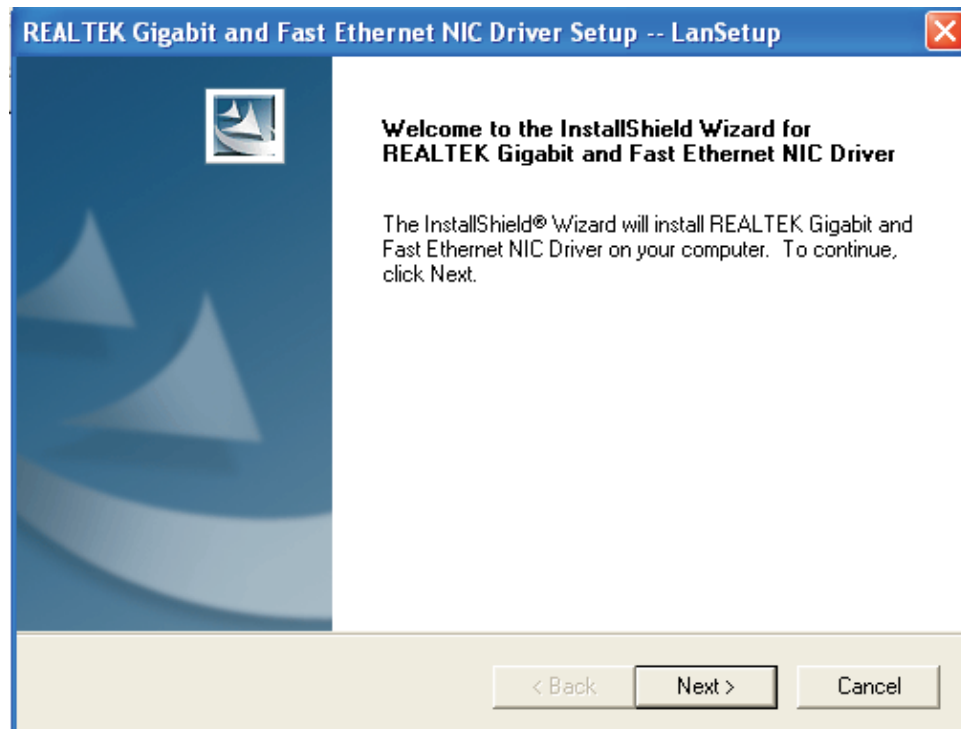 REALTEK Gigabit and Fast Ethernet NIC Driver Setup -- LanSetup
Welcome to the InstallShield Wizard for
REALTEK Gigabit and Fast Ethernet NIC Driver
The InstallShield® Wizard will install REALTEK Gigabit and
Fast Ethernet NIC Driver on your computer.  To continue,
click Next.
< Back
Next >
Cancel